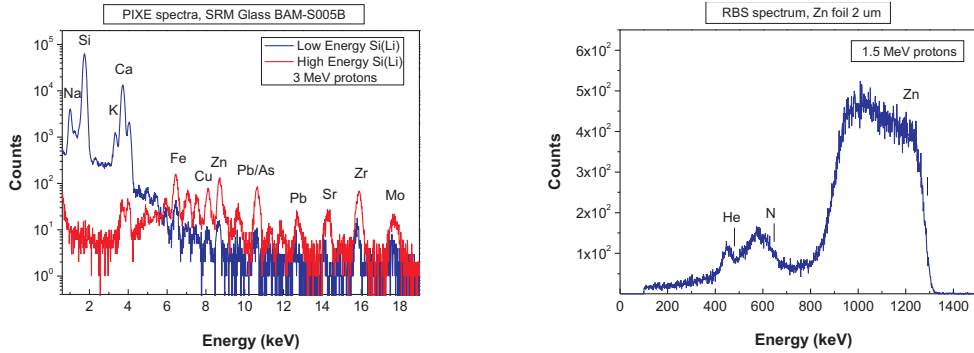 PIXE spectra, SRM Glass BAM-S005B
Low Energy Si(Li)
High Energy Si(Li)
3 MeV protons
Si
Ca
Na
K
Fe
Cu
Zn
Pb/As
Pb
Sr
Zr
Mo
10^5
10^4
10^3
10^2
10^1
10^0
Counts
2 4 6 8 10 12 14 16 18
Energy (keV)
RBS spectrum, Zn foil 2 um
1.5 MeV protons
Zn
He
N
6x10^2
5x10^2
4x10^2
3x10^2
2x10^2
1x10^2
Counts
0 200 400 600 800 1000 1200 1400
Energy (keV)